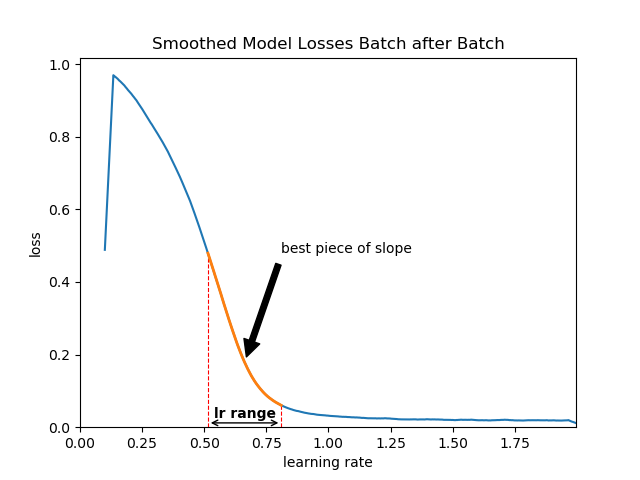 Smoothed Model Losses Batch after Batch
1.0
0.8
0.6
0.4
0.2
0.0
loss
best piece of slope
lr range
0.00 0.25 0.50 0.75 1.00 1.25 1.50 1.75
learning rate